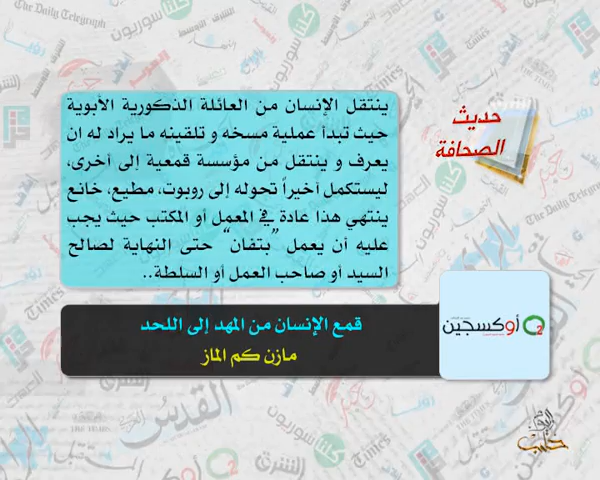 حديث
الصحافة
ينتقل الإنسان من العائلة الذكورية الأبوية
حيث تبدأ عملية مسخه و تلقينه ما يراد له ان
يعرف و ينتقل من مؤسسة قمعية إلى أخرى،
ليستكمل أخيراً تحوله إلى روبوت، مطيع، خانع
ينتهي هذا عادة في المعمل أو المكتب حيث يجب
عليه أن يعمل "بتفان" حتى النهاية لصالح
السيد أو صاحب العمل أو السلطة..
أوكسجين O2
قمع الإنسان من المهد إلى اللحد
مازن كم الماز